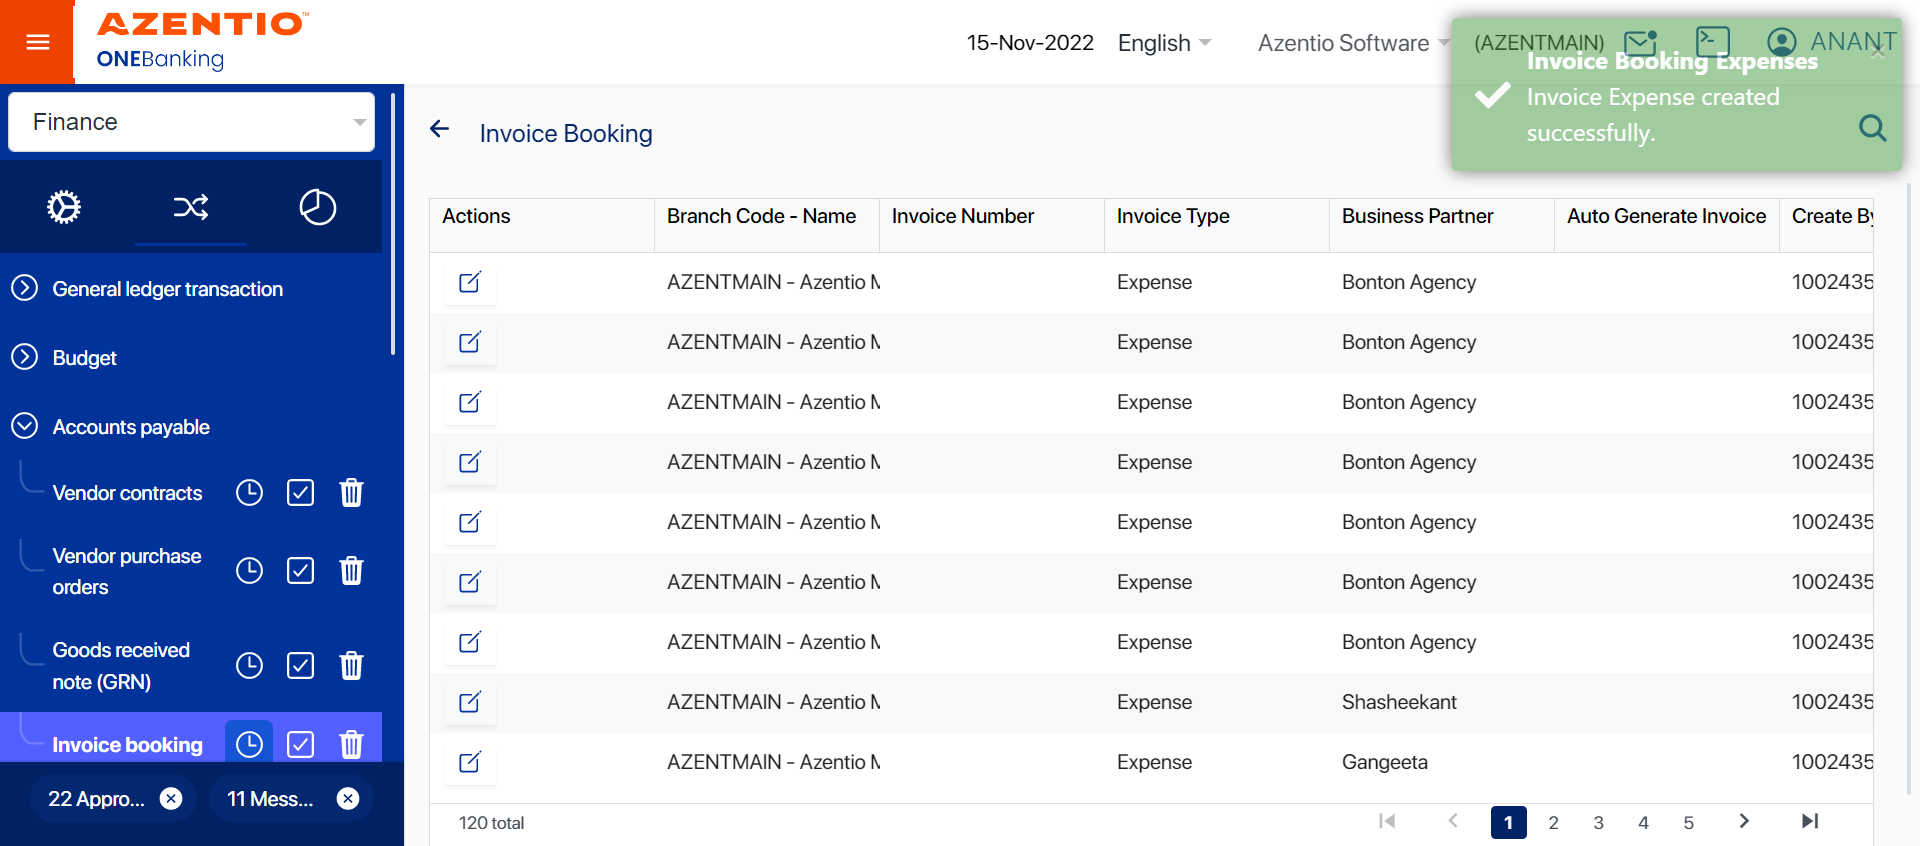 AZENTIO™
ONEBanking
15-Nov-2022 English Azentio Software (AZENTMAIN) ANANT
Invoice Booking Expenses
Invoice Expense created
successfully.
Finance
General ledger transaction
Budget
Accounts payable
Vendor contracts
Vendor purchase
orders
Goods received
note (GRN)
Invoice booking
22 Appro...
11 Mess...
Invoice Booking
Actions Branch Code - Name Invoice Number Invoice Type Business Partner Auto Generate Invoice Create By
AZENTMAIN - Azentio M Expense Bonton Agency 1002435
AZENTMAIN - Azentio M Expense Bonton Agency 1002435
AZENTMAIN - Azentio M Expense Bonton Agency 1002435
AZENTMAIN - Azentio M Expense Bonton Agency 1002435
AZENTMAIN - Azentio M Expense Bonton Agency 1002435
AZENTMAIN - Azentio M Expense Bonton Agency 1002435
AZENTMAIN - Azentio M Expense Bonton Agency 1002435
AZENTMAIN - Azentio M Expense Shasheekant 1002435
AZENTMAIN - Azentio M Expense Gangeeta 1002435
120 total
1 2 3 4 5